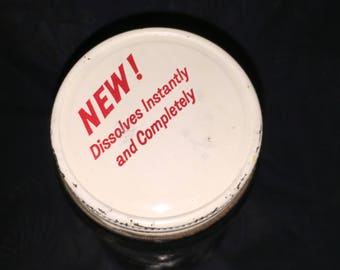 NEW!
Dissolves Instantly
and Completely